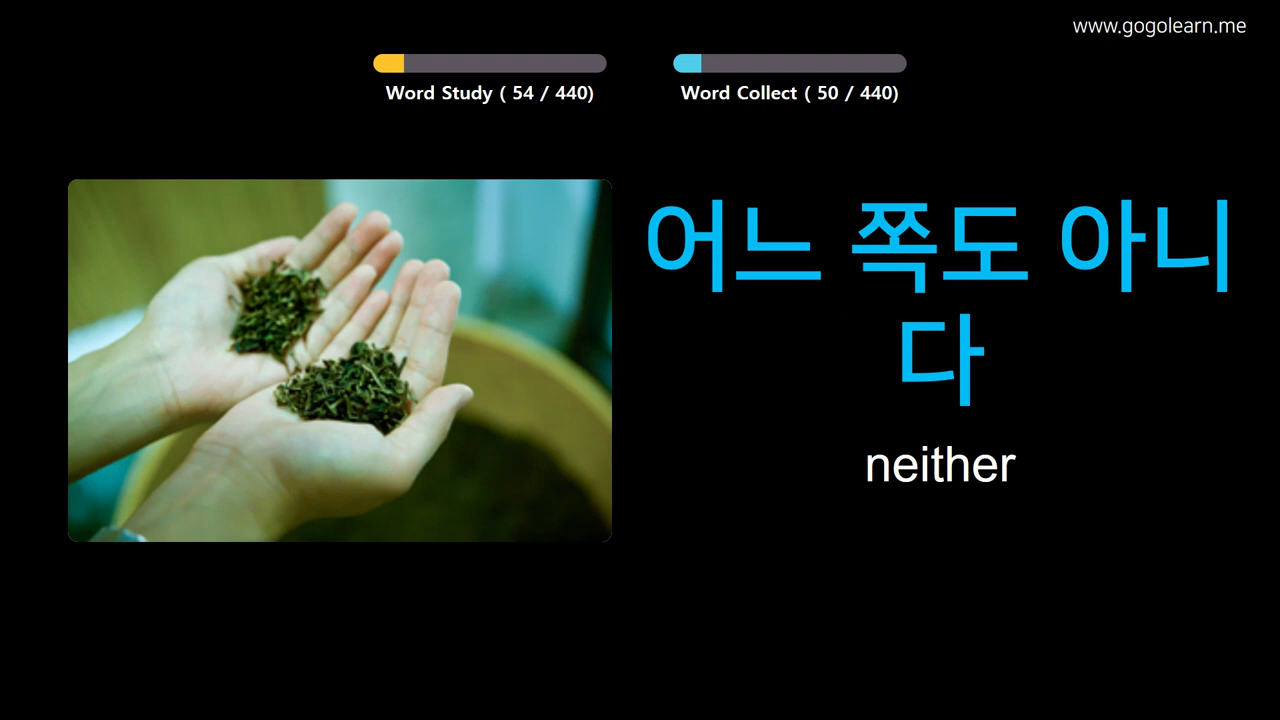 www.gogolearn.me
Word Study ( 54 / 440)
Word Collect ( 50 / 440)
어느 쪽도 아니
다
neither